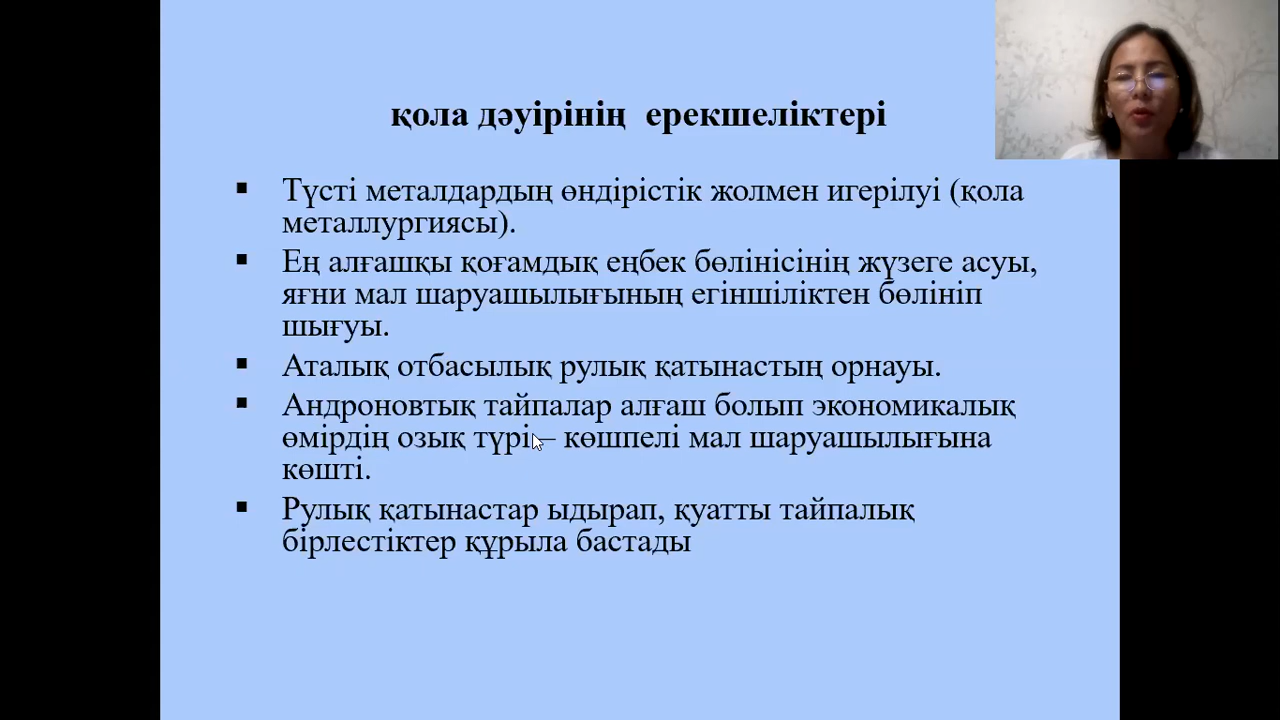 қола дәуірінің ерекшеліктері
Түсті металдардың өндірістік жолмен игерілуі (қола
металлургиясы).
Ең алғашқы қоғамдық еңбек бөлінісінің жүзеге асуы,
яғни мал шаруашылығының егіншіліктен бөлініп
шығуы.
Аталық отбасылық рулық қатынастың орнауы.
Андроновтық тайпалар алғаш болып экономикалық
өмірдің озық түрі – көшпелі мал шаруашылығына
көшті.
Рулық қатынастар ыдырап, қуатты тайпалық
бірлестіктер құрыла бастады